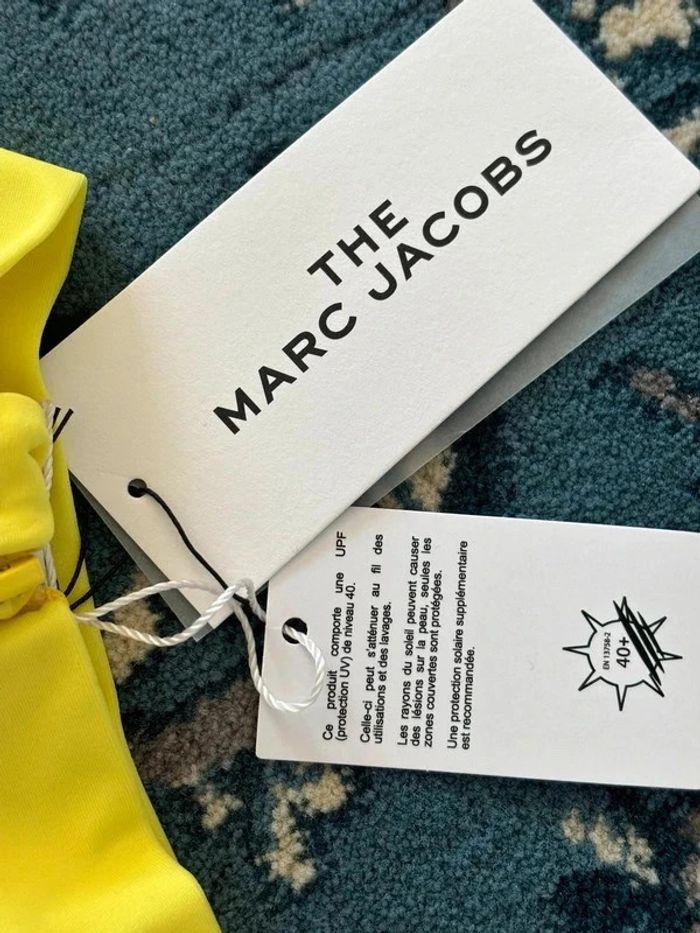 THE
MARC JACOBS
Ce produit comporte une UPF
(protection UV) de niveau 40.
Celle-ci peut s'atténuer au fil des
utilisations et des lavages.
Les rayons du soleil peuvent causer
des lésions sur la peau, seules les
zones couvertes sont protégées.
Une protection solaire supplémentaire
est recommandée.
EN 13758-2
40+